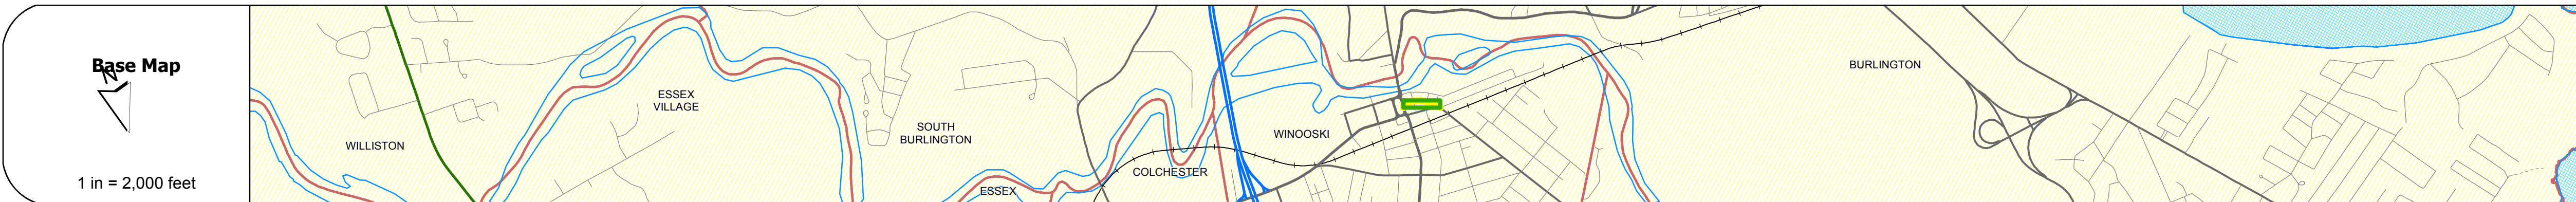 Base Map
N
1 in = 2,000 feet
WILLISTON
ESSEX
VILLAGE
SOUTH
BURLINGTON
ESSEX
COLCHESTER
WINOOSKI
BURLINGTON